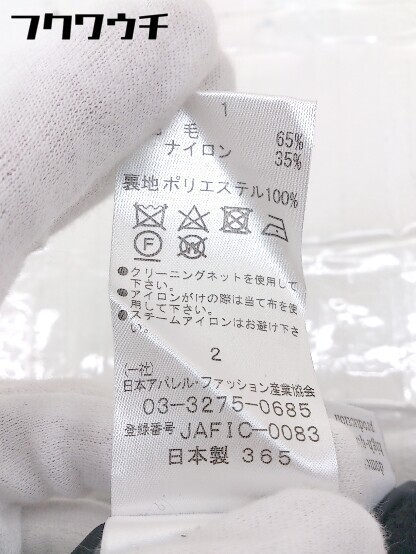 フクワウチ
1
毛 65%
ナイロン 35%
裏地ポリエステル100%
F
W
●クリーニングネットを使用して
下さい。
●アイロンがけの際は当て布を使
用して下さい。
●スチームアイロンはお避け下さ
い。
2
(一社)
日本アパレル・ファッション産業協会
03-3275-0685
登録番号 JAFIC-0083
日本製 365